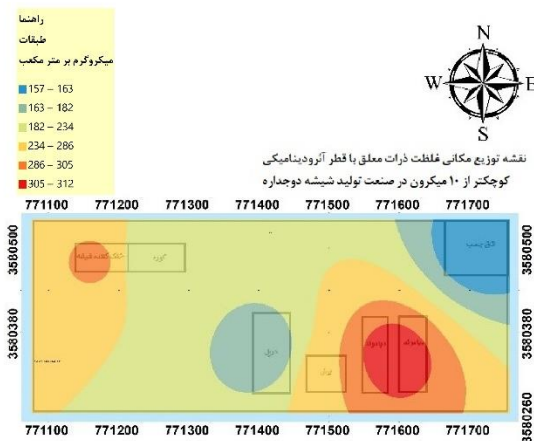 راهنما
طبقات
میکروگرم بر متر مکعب
157 – 163
163 – 182
182 – 234
234 – 286
286 – 305
305 – 312
N
W E
S
نقشه توزیع مکانی غلظت ذرات معلق با قطر آئرودینامیکی
کوچکتر از ۱۰ میکرون در صنعت تولید شیشه دوجداره
771100 771200 771300 771400 771500 771600 771700
3580500 3580500
3580380 3580380
3580260
771100 771200 771300 771400 771500 771600 771700